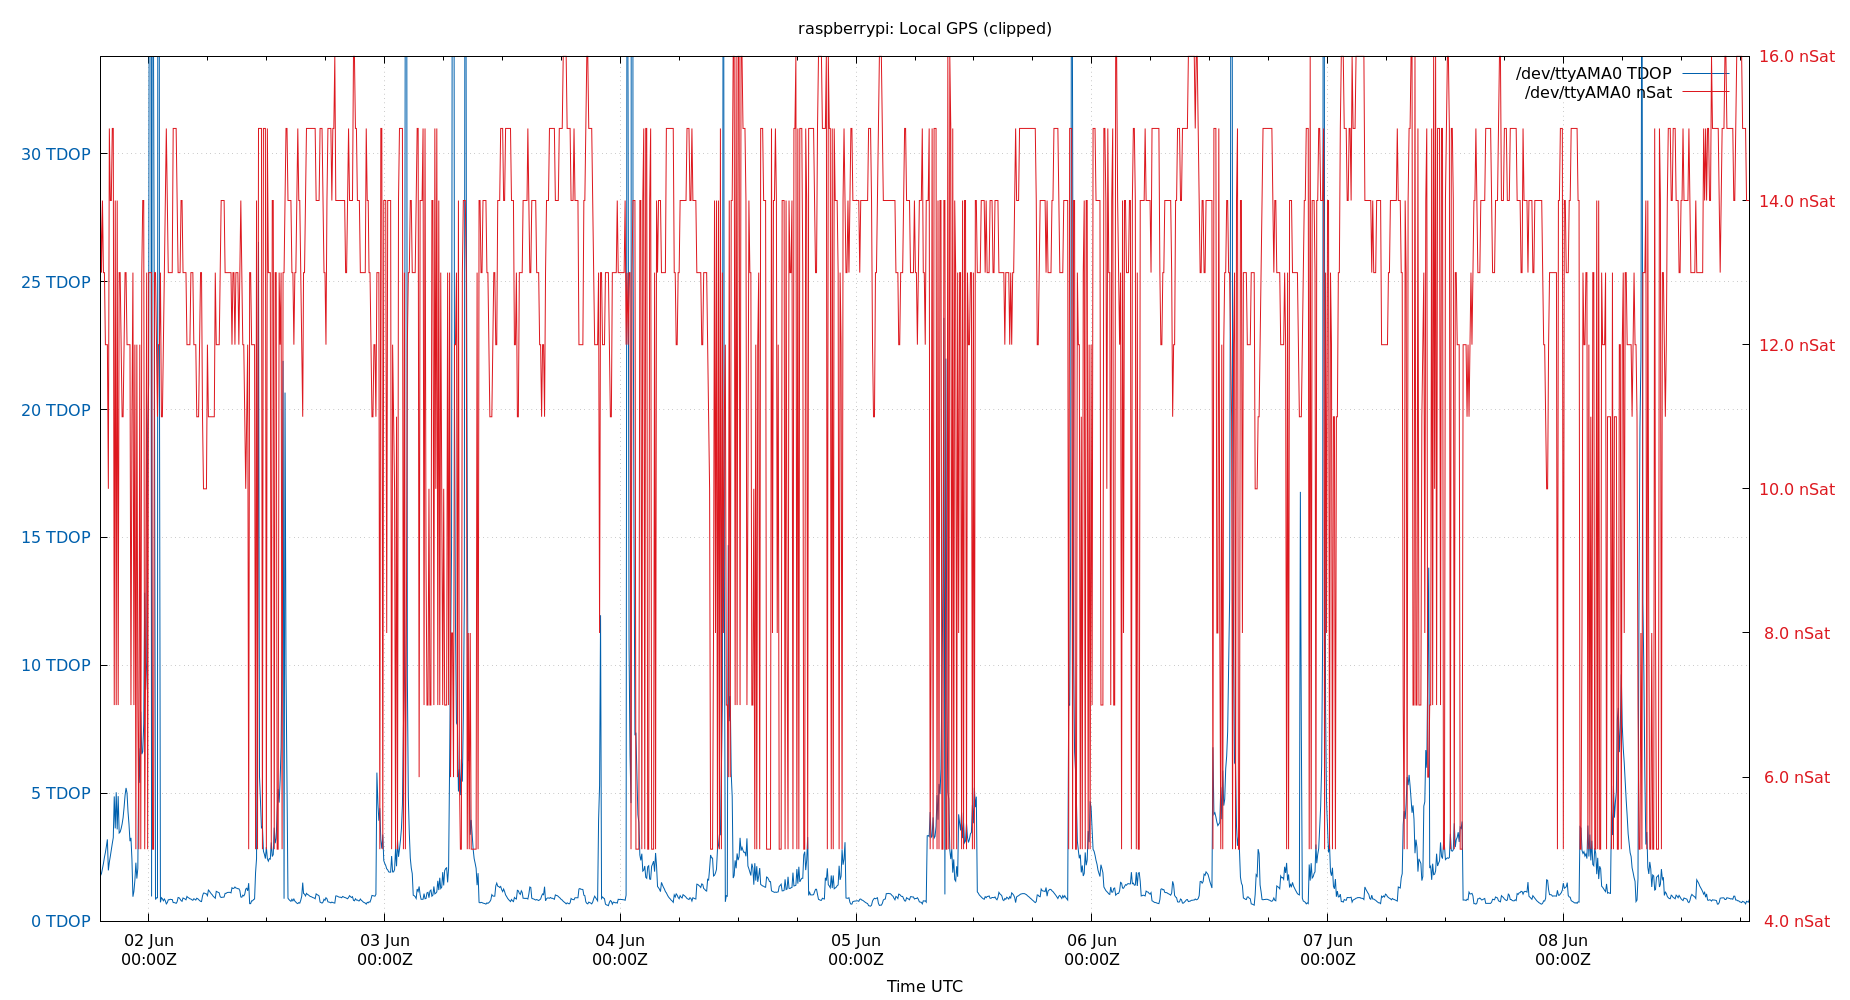 raspberrypi: Local GPS (clipped)
/dev/ttyAMA0 TDOP
/dev/ttyAMA0 nSat
30 TDOP
25 TDOP
20 TDOP
15 TDOP
10 TDOP
5 TDOP
0 TDOP
16.0 nSat
14.0 nSat
12.0 nSat
10.0 nSat
8.0 nSat
6.0 nSat
4.0 nSat
02 Jun
00:00Z
03 Jun
00:00Z
04 Jun
00:00Z
05 Jun
00:00Z
06 Jun
00:00Z
07 Jun
00:00Z
08 Jun
00:00Z
Time UTC